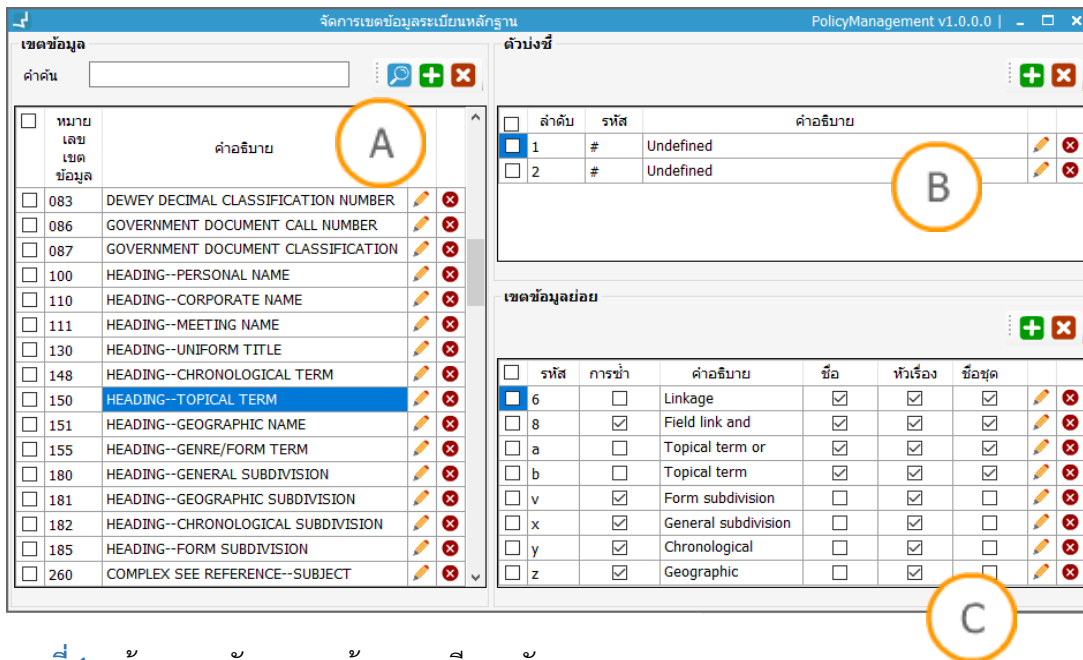 จัดการเขตข้อมูลระเบียนหลักฐาน PolicyManagement v1.0.0.0 |
เขตข้อมูล
คำค้น
หมายเลขเขตข้อมูล คำอธิบาย
A
083 DEWEY DECIMAL CLASSIFICATION NUMBER
086 GOVERNMENT DOCUMENT CALL NUMBER
087 GOVERNMENT DOCUMENT CLASSIFICATION
100 HEADING--PERSONAL NAME
110 HEADING--CORPORATE NAME
111 HEADING--MEETING NAME
130 HEADING--UNIFORM TITLE
148 HEADING--CHRONOLOGICAL TERM
150 HEADING--TOPICAL TERM
151 HEADING--GEOGRAPHIC NAME
155 HEADING--GENRE/FORM TERM
180 HEADING--GENERAL SUBDIVISION
181 HEADING--GEOGRAPHIC SUBDIVISION
182 HEADING--CHRONOLOGICAL SUBDIVISION
185 HEADING--FORM SUBDIVISION
260 COMPLEX SEE REFERENCE--SUBJECT
ตัวบ่งชี้
ลำดับ รหัส คำอธิบาย
1 # Undefined
2 # Undefined
B
เขตข้อมูลย่อย
รหัส การซ้ำ คำอธิบาย ชื่อ หัวเรื่อง ชื่อชุด
6 Linkage
8 Field link and
a Topical term or
b Topical term
v Form subdivision
x General subdivision
y Chronological
z Geographic
C